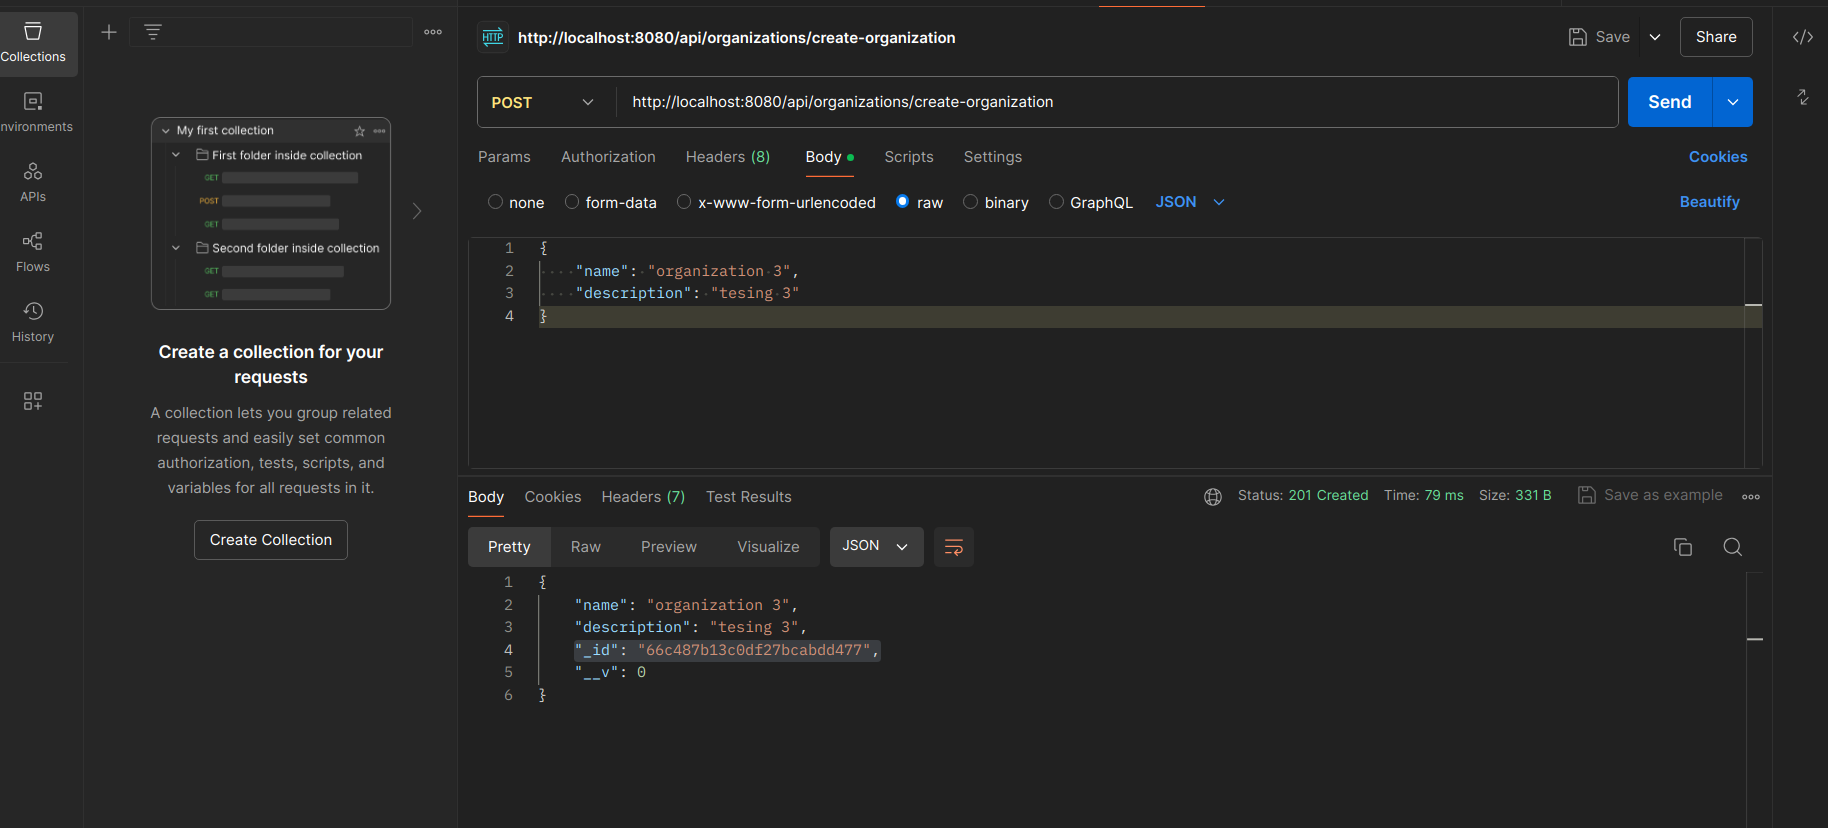 Collections
nvironments
APIs
Flows
History
My first collection
First folder inside collection
GET
POST
GET
Second folder inside collection
GET
GET
Create a collection for your
requests
A collection lets you group related
requests and easily set common
authorization, tests, scripts, and
variables for all requests in it.
Create Collection
HTTP http://localhost:8080/api/organizations/create-organization
Save
Share
POST http://localhost:8080/api/organizations/create-organization
Send
Params Authorization Headers (8) Body Scripts Settings
Cookies
none form-data x-www-form-urlencoded raw binary GraphQL JSON
Beautify
1 {
2 ····"name":·"organization·3",
3 ····"description":·"tesing·3"
4 }
Body Cookies Headers (7) Test Results
Status: 201 Created Time: 79 ms Size: 331 B
Save as example
Pretty Raw Preview Visualize JSON
1 {
2 "name": "organization 3",
3 "description": "tesing 3",
4 "_id": "66c487b13c0df27bcabdd477",
5 "__v": 0
6 }